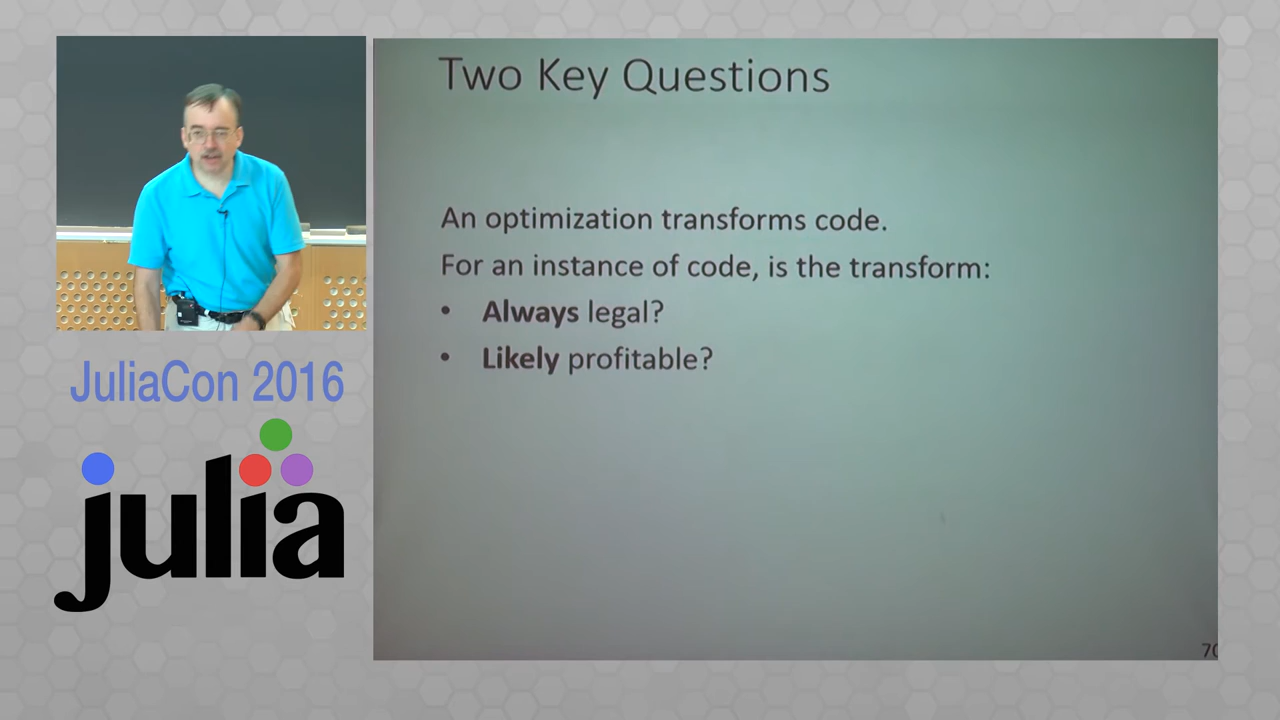 Two Key Questions
An optimization transforms code.
For an instance of code, is the transform:
• Always legal?
• Likely profitable?
70
JuliaCon 2016
julia